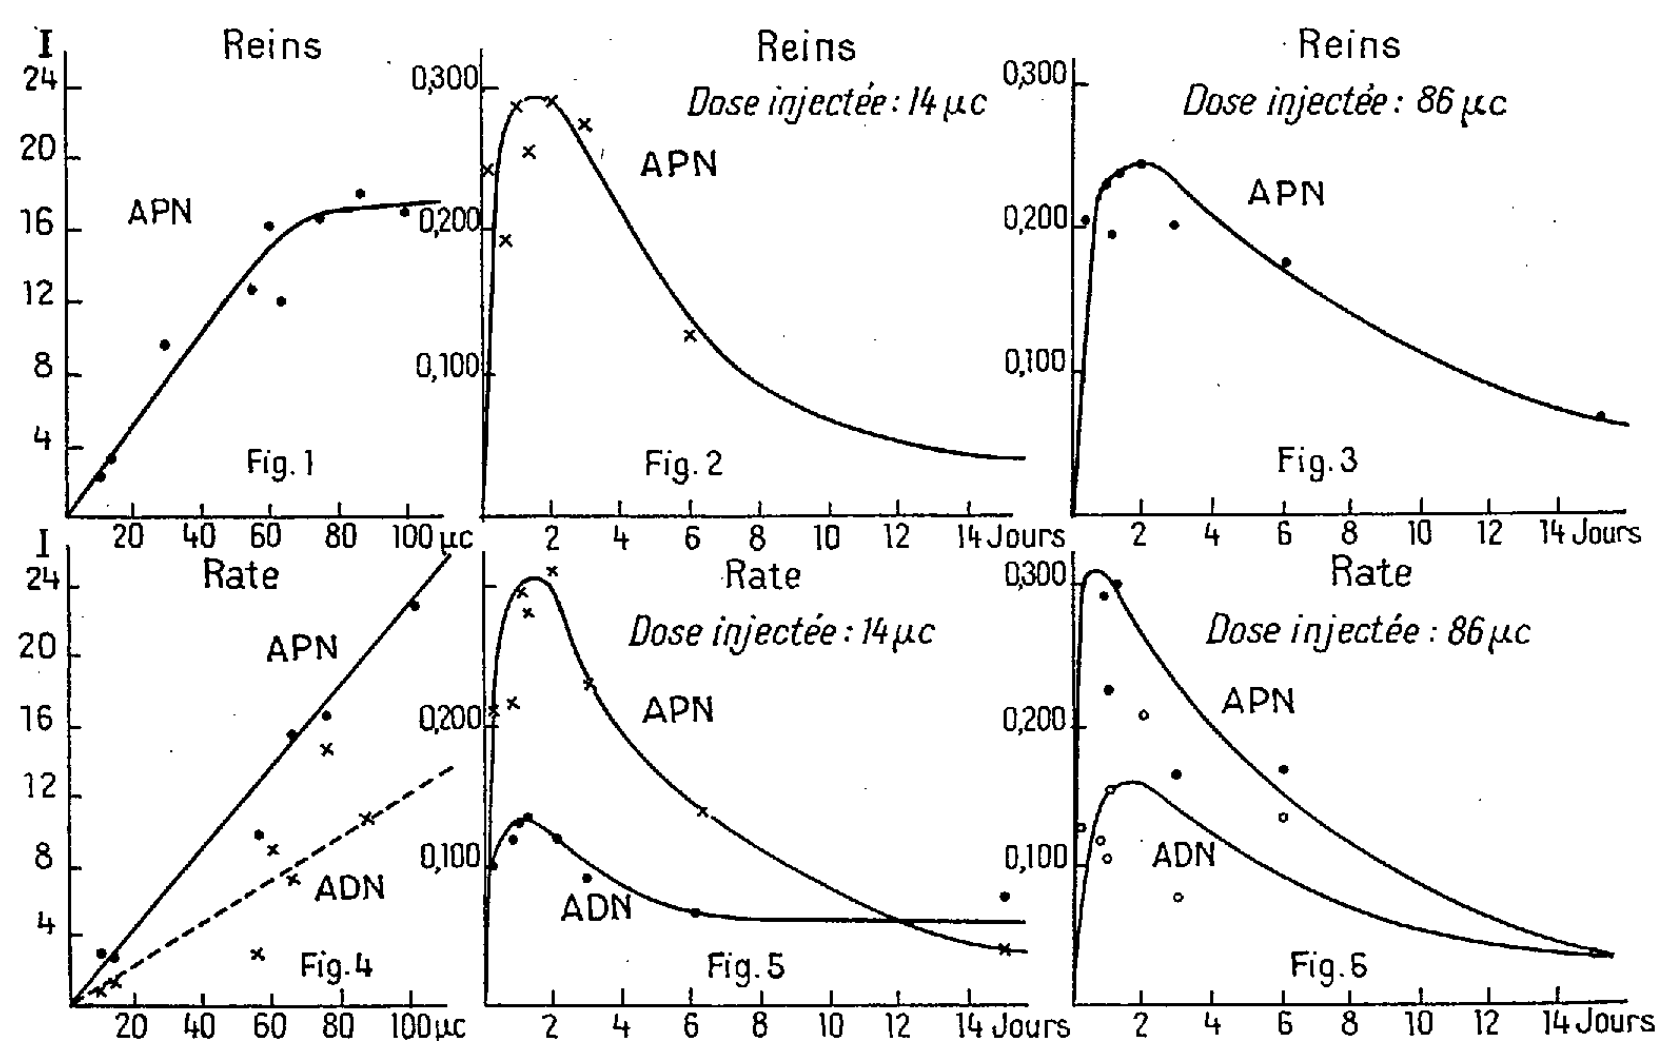 I
Reins
24
20
16
12
8
4
APN
Fig. 1
20 40 60 80 100 µc
Reins
Dose injectée : 14 µc
0,300
0,200
0,100
APN
Fig. 2
2 4 6 8 10 12 14 Jours
Reins
Dose injectée : 86 µc
0,300
0,200
0,100
APN
Fig. 3
2 4 6 8 10 12 14 Jours
I
Rate
24
20
16
12
8
4
APN
ADN
Fig. 4
20 40 60 80 100 µc
Rate
Dose injectée : 14 µc
0,200
0,100
APN
ADN
Fig. 5
2 4 6 8 10 12 14 Jours
Rate
Dose injectée : 86 µc
0,300
0,200
0,100
APN
ADN
Fig. 6
2 4 6 8 10 12 14 Jours